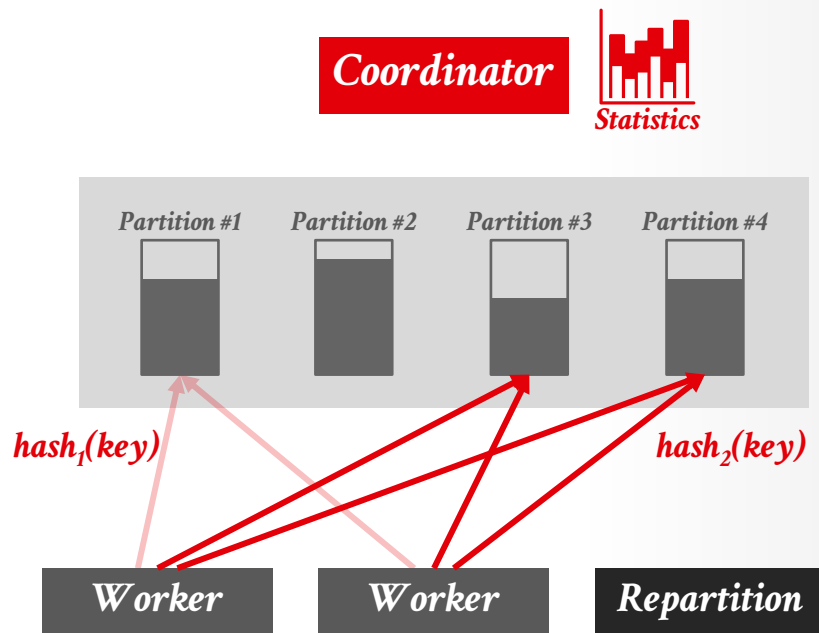 Coordinator
Statistics
Partition #1
Partition #2
Partition #3
Partition #4
hash₁(key)
hash₂(key)
Worker
Worker
Repartition